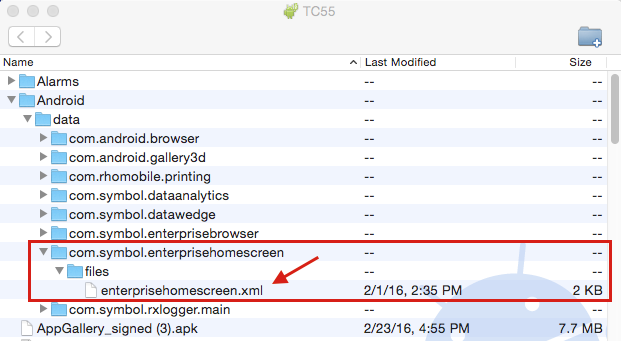 TC55
Name Last Modified Size
Alarms -- --
Android -- --
data -- --
com.android.browser -- --
com.android.gallery3d -- --
com.rhomobile.printing -- --
com.symbol.dataanalytics -- --
com.symbol.datawedge -- --
com.symbol.enterprisebrowser -- --
com.symbol.enterprisehomescreen -- --
files -- --
enterprisehomescreen.xml 2/1/16, 2:35 PM 2 KB
com.symbol.rxlogger.main -- --
AppGallery_signed (3).apk 2/23/16, 4:55 PM 7.7 MB